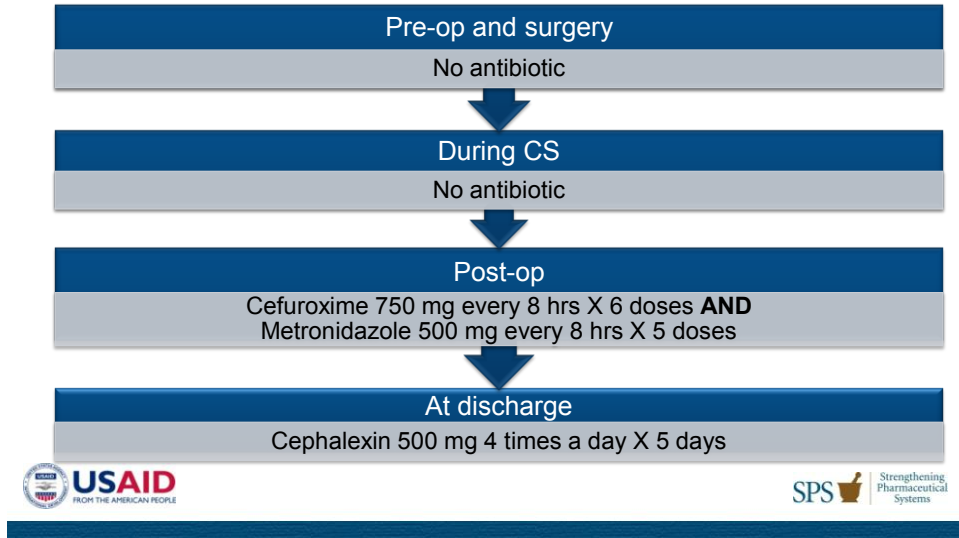 Pre-op and surgery
No antibiotic
During CS
No antibiotic
Post-op
Cefuroxime 750 mg every 8 hrs X 6 doses AND
Metronidazole 500 mg every 8 hrs X 5 doses
At discharge
Cephalexin 500 mg 4 times a day X 5 days
USAID
USAID
FROM THE AMERICAN PEOPLE
SPS
Strengthening
Pharmaceutical
Systems